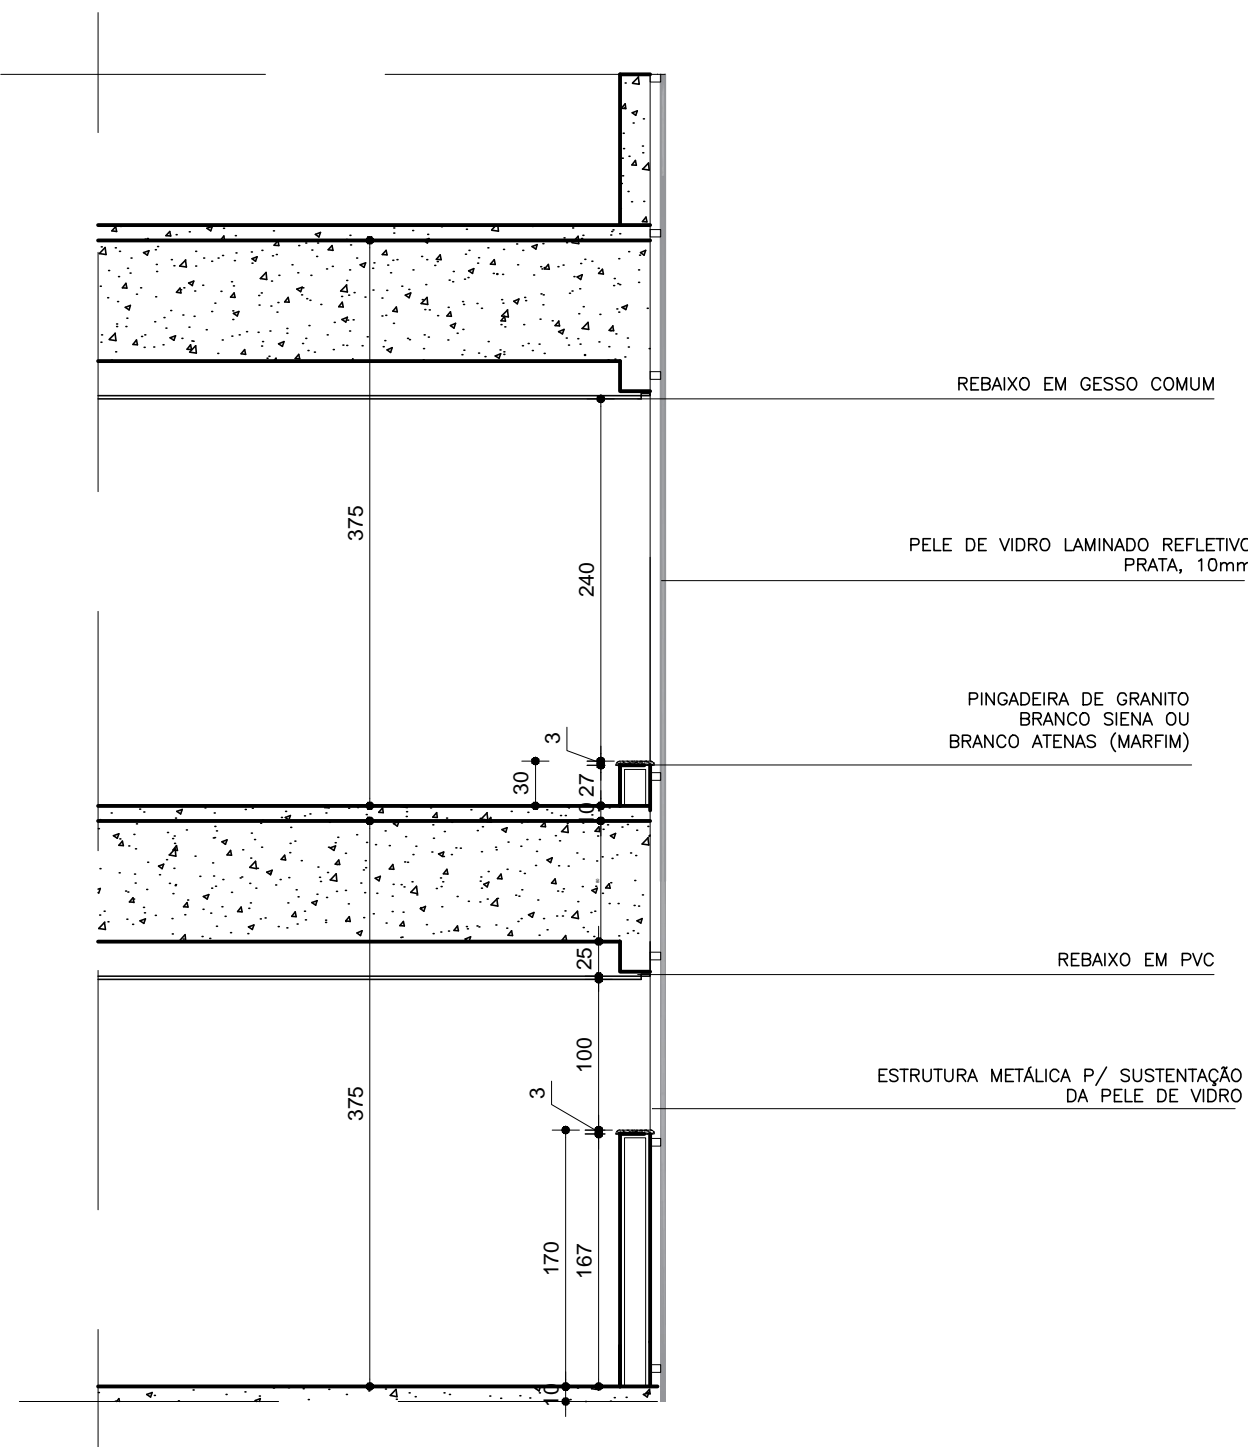 REBAIXO EM GESSO COMUM
375
240
PELE DE VIDRO LAMINADO REFLETIVO
PRATA, 10mm
PINGADEIRA DE GRANITO
BRANCO SIENA OU
BRANCO ATENAS (MARFIM)
3
30
27
10
25
REBAIXO EM PVC
100
375
3
ESTRUTURA METÁLICA P/ SUSTENTAÇÃO
DA PELE DE VIDRO
170
167
10